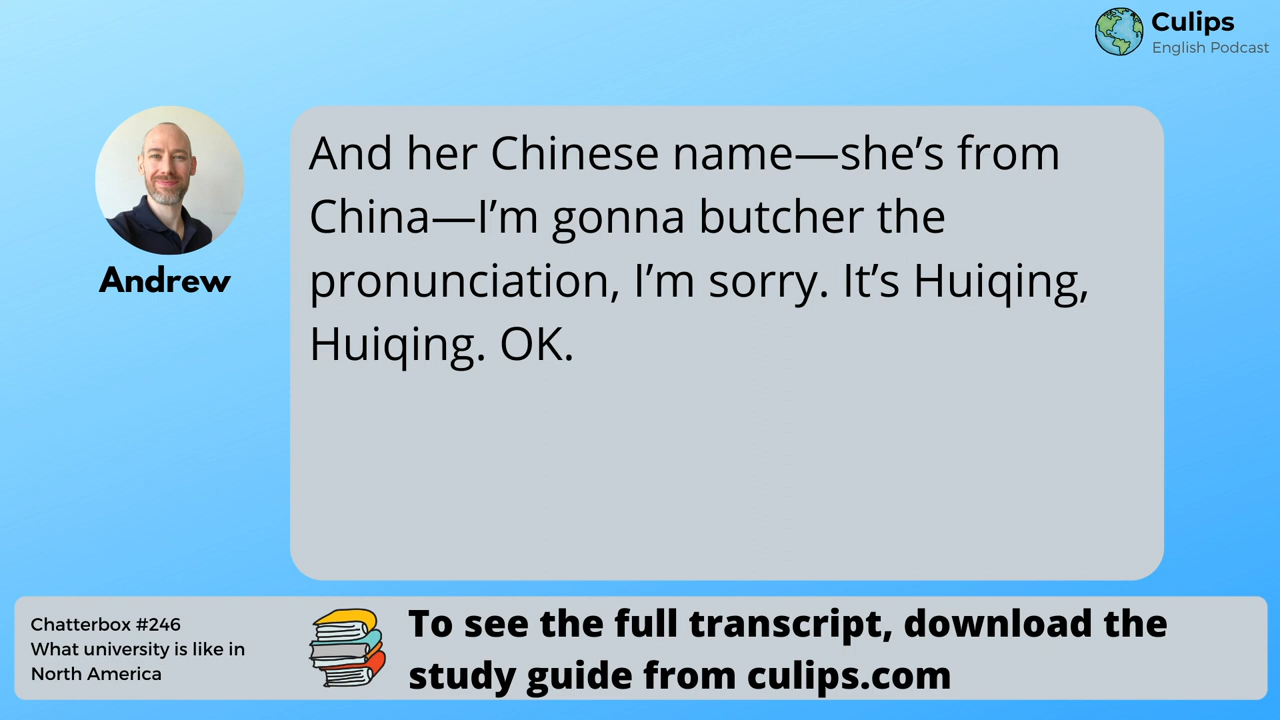 Culips
English Podcast
And her Chinese name—she’s from
China—I’m gonna butcher the
pronunciation, I’m sorry. It’s Huiqing,
Huiqing. OK.
Andrew
Chatterbox #246
What university is like in
North America
To see the full transcript, download the
study guide from culips.com